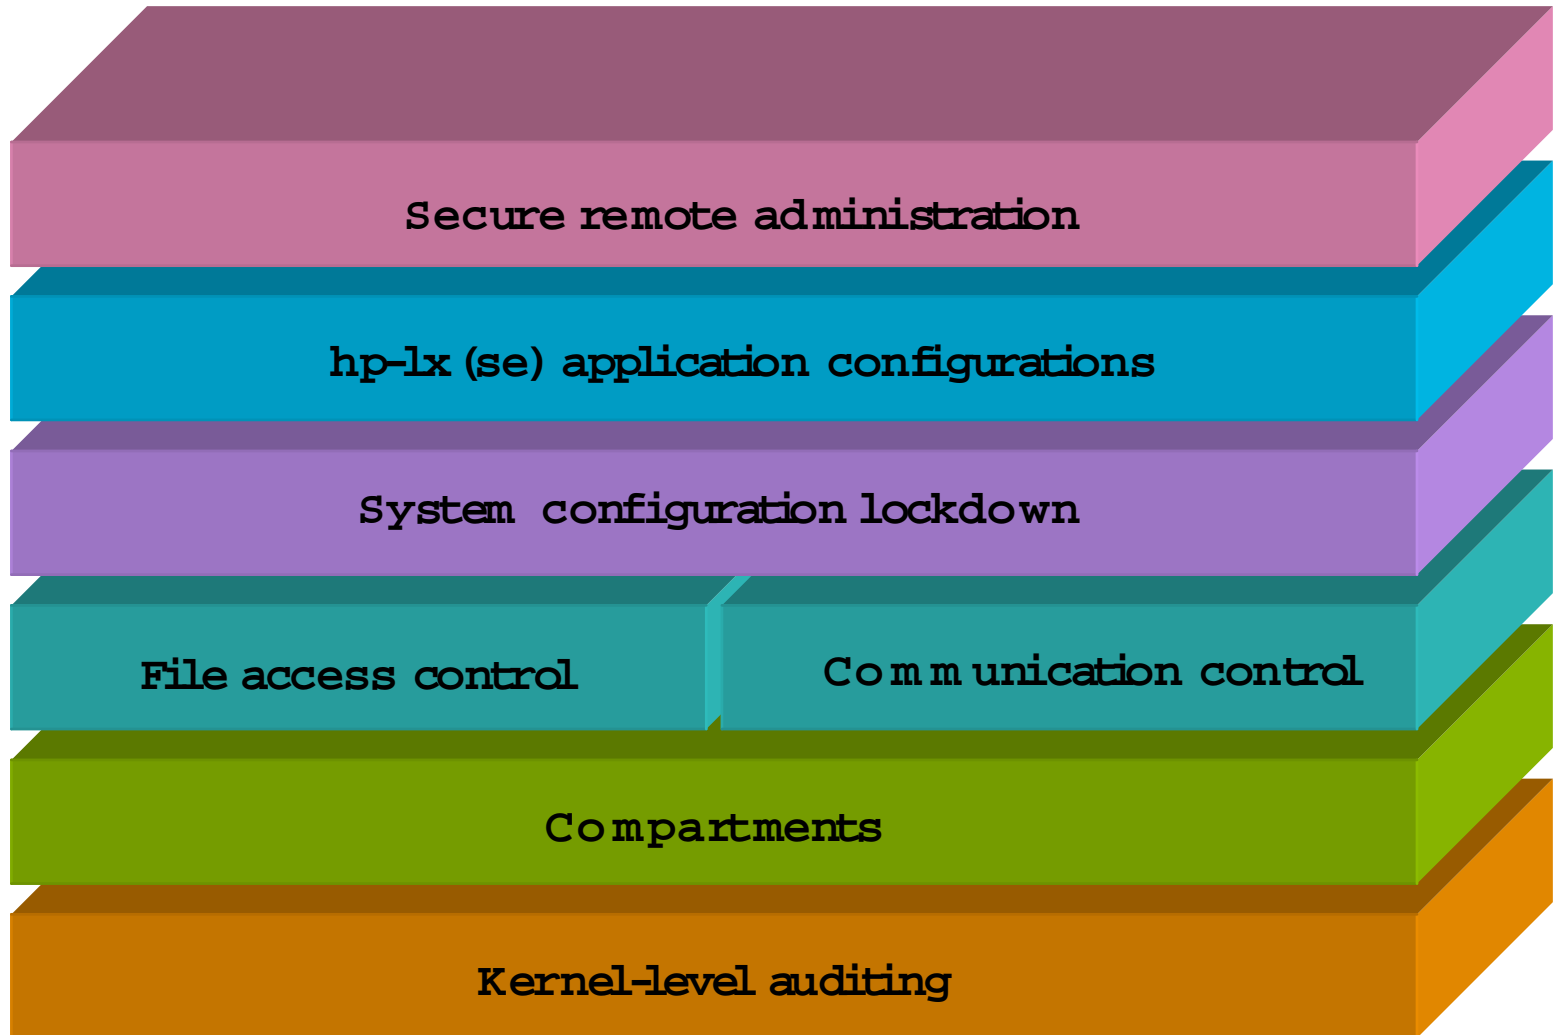 Secure remote administration
hp-lx (se) application configurations
System configuration lockdown
File access control
Communication control
Compartments
Kernel-level auditing